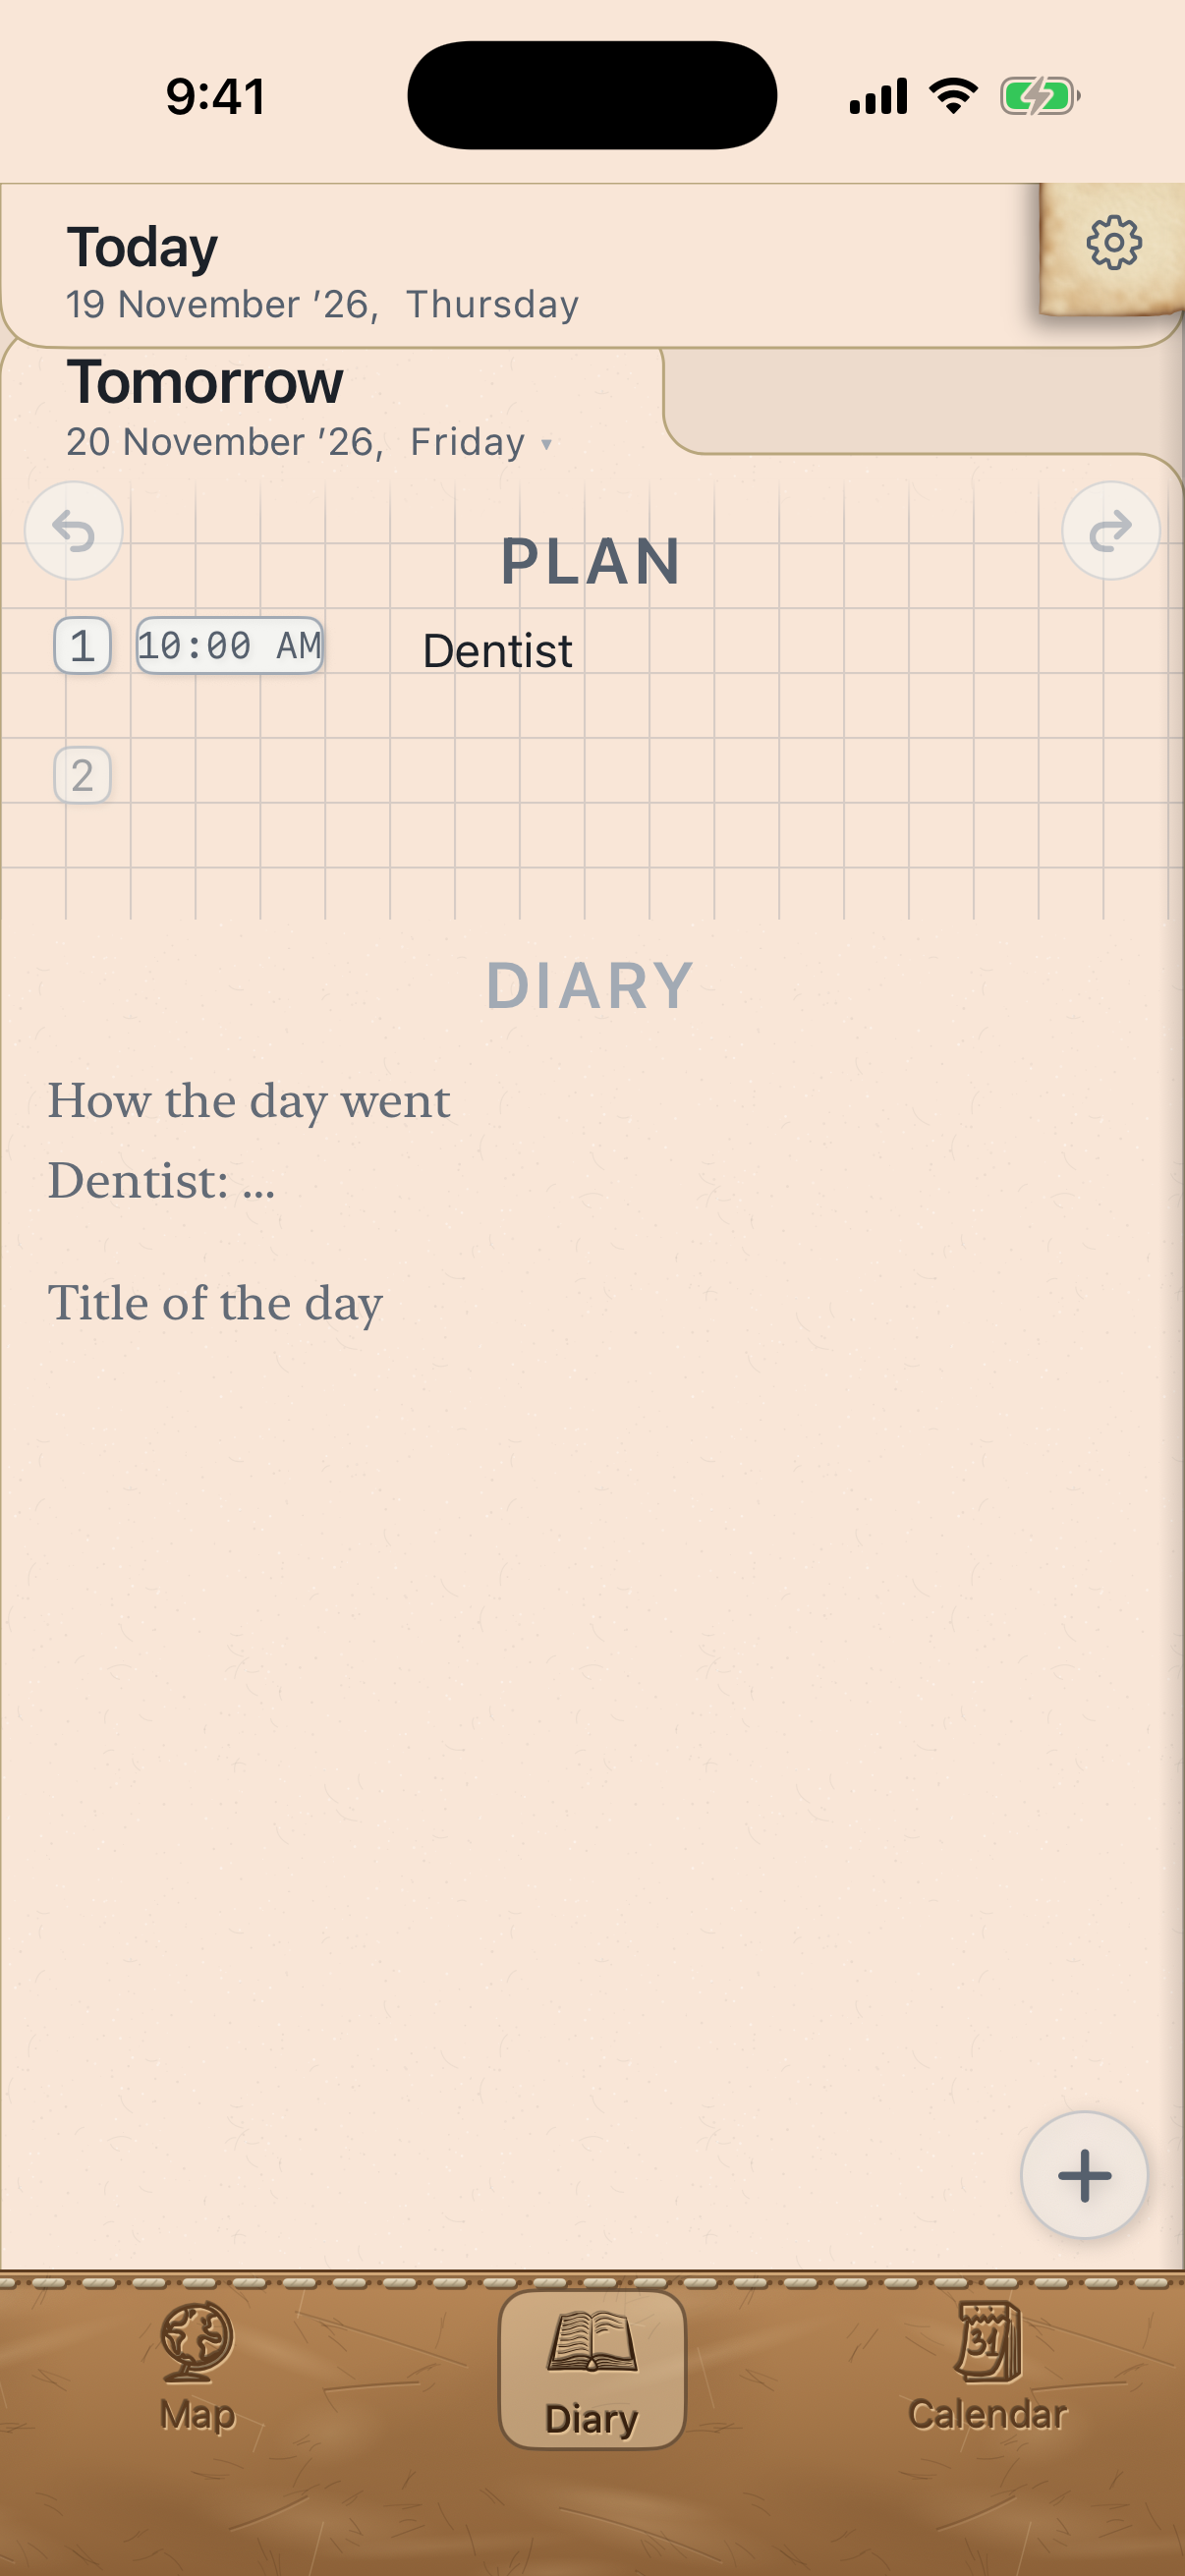 9:41
Today
19 November ’26, Thursday
Tomorrow
20 November ’26, Friday ▾
PLAN
1 10:00 AM Dentist
2
DIARY
How the day went
Dentist: ...
Title of the day
31
Map Diary Calendar